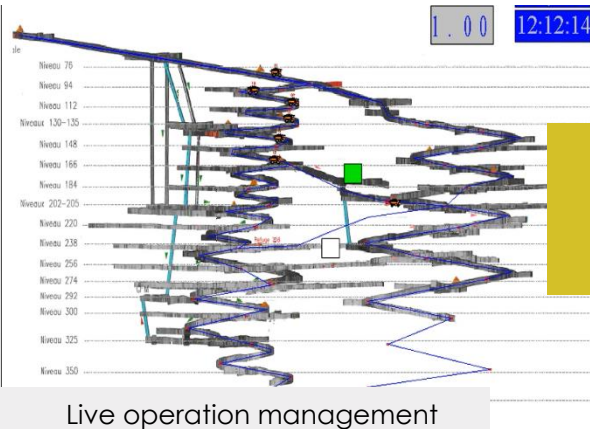 1.00
12:12:14
Niveau 76
Niveau 94
Niveau 112
Niveaux 130-135
Niveau 148
Niveau 166
Niveau 184
Niveaux 202-205
Niveau 220
Niveau 238
Niveau 256
Niveau 274
Niveau 292
Niveau 300
Niveau 325
Niveau 350
Live operation management